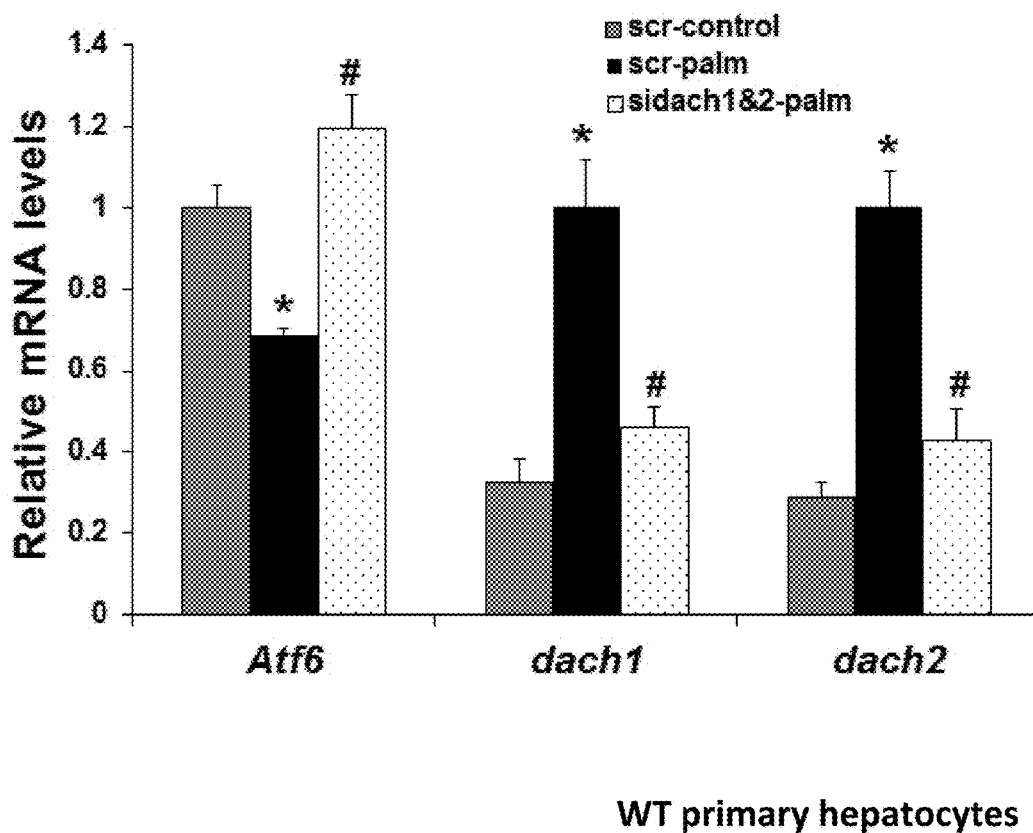 scr-control
scr-palm
sidach1&2-palm
Relative mRNA levels
1.4
1.2
1
0.8
0.6
0.4
0.2
0
#
*
*
#
*
#
Atf6
dach1
dach2
WT primary hepatocytes